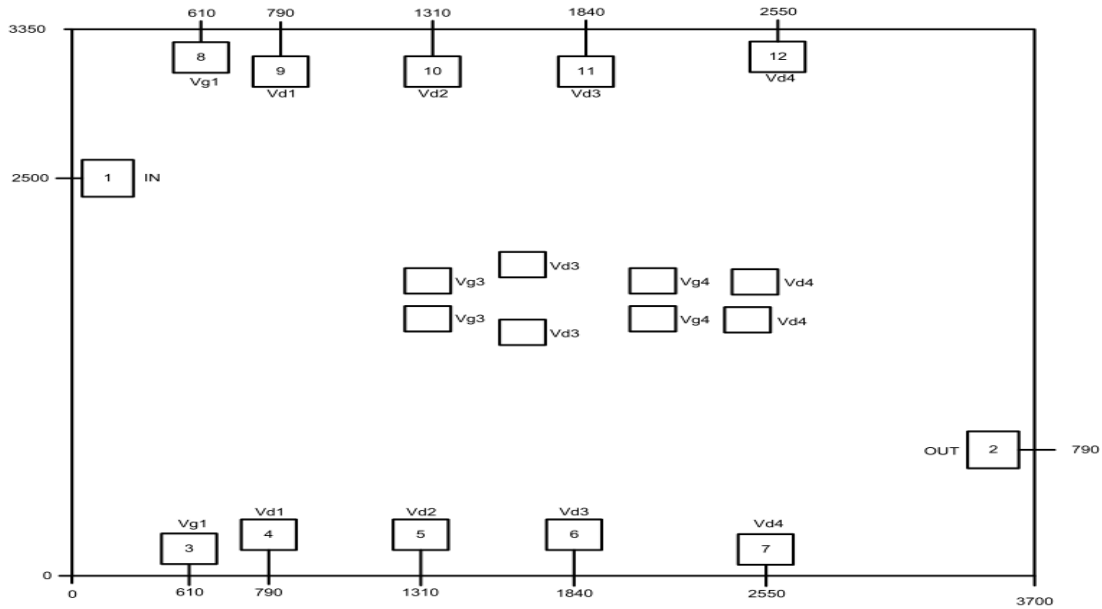 610 790 1310 1840 2550
3350
8 9 10 11 12
Vg1 Vd1 Vd2 Vd3 Vd4
2500 1 IN
Vd3
Vg3 Vg4 Vd4
Vg3 Vg4 Vd4
Vd3
OUT 2 790
Vg1 Vd1 Vd2 Vd3 Vd4
3 4 5 6 7
0
0 610 790 1310 1840 2550 3700